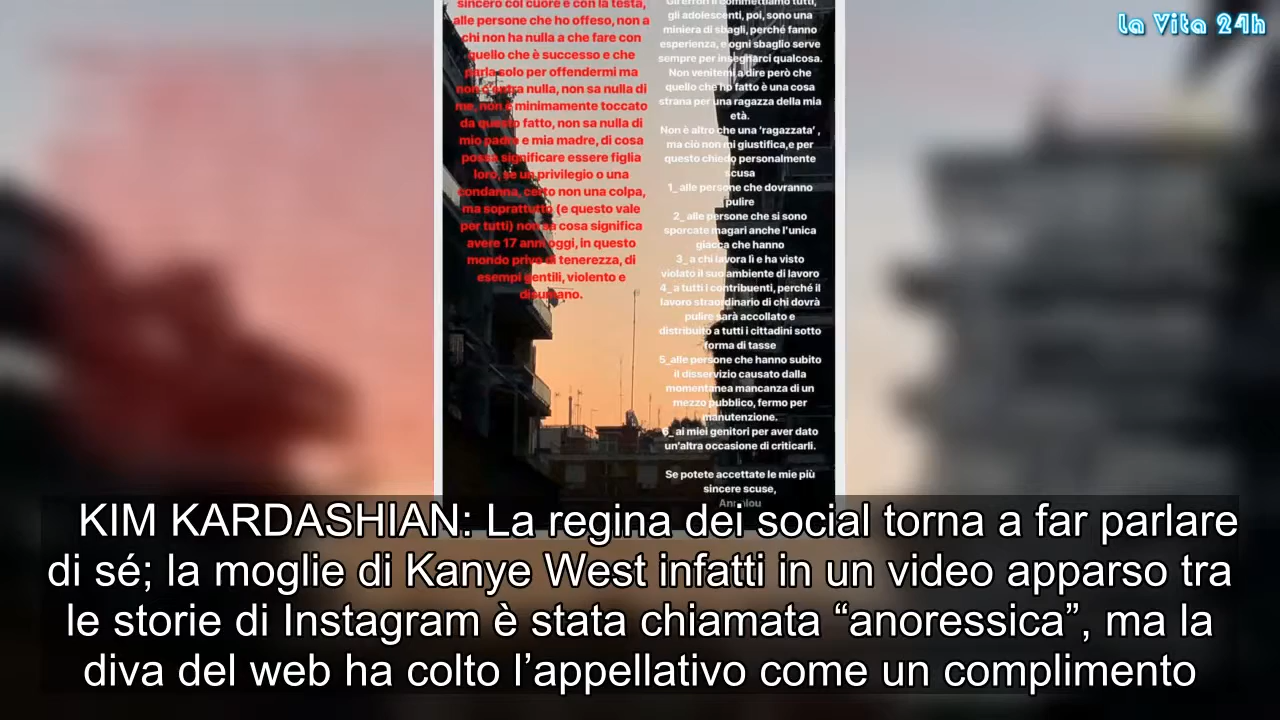 La Vita 24h
sincero col cuore e con la testa,
alle persone che ho offeso, non a
chi non ha nulla a che fare con
quello che è successo e che
parla solo per offendermi ma
non c'entra nulla, non sa nulla di
me, non è minimamente toccato
da questo fatto, non sa nulla di
mio padre e mia madre, di cosa
possa significare essere figlia
loro, se un privilegio o una
condanna, certo non una colpa,
ma soprattutto (e questo vale
per tutti) non sa cosa significa
avere 17 anni oggi, in questo
mondo privo di tenerezza, di
esempi gentili, violento e
disumano.
Gli errori li commettiamo tutti,
gli adolescenti, poi, sono una
miniera di sbagli, perché fanno
esperienza, e ogni sbaglio serve
sempre per insegnarci qualcosa.
Non venitemi a dire però che
quello che ho fatto è una cosa
strana per una ragazza della mia
età.
Non è altro che una 'ragazzata' ,
ma ciò non mi giustifica,e per
questo chiedo personalmente
scusa
1_ alle persone che dovranno
pulire
2_ alle persone che si sono
sporcate magari anche l'unica
giacca che hanno
3_ a chi lavora lì e ha visto
violato il suo ambiente di lavoro
4_ a tutti i contribuenti, perché il
lavoro straordinario di chi dovrà
pulire sarà accollato e
distribuito a tutti i cittadini sotto
forma di tasse
5_alle persone che hanno subito
il disservizio causato dalla
momentanea mancanza di un
mezzo pubblico, fermo per
manutenzione.
6_ ai miei genitori per aver dato
un'altra occasione di criticarli.
Se potete accettate le mie più
sincere scuse,
KIM KARDASHIAN: La regina dei social torna a far parlare
di sé; la moglie di Kanye West infatti in un video apparso tra
le storie di Instagram è stata chiamata “anoressica”, ma la
diva del web ha colto l’appellativo come un complimento